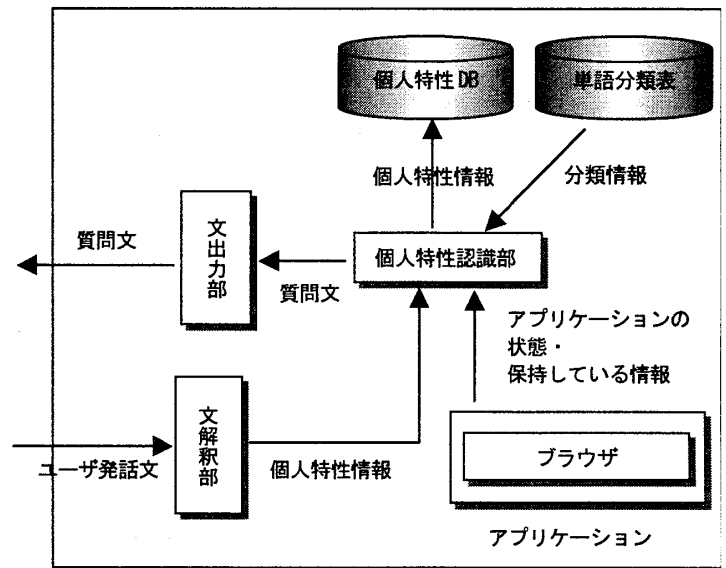 個人特性DB
単語分類表
個人特性情報
分類情報
質問文
文出力部
質問文
個人特性認識部
アプリケーションの
状態・
保持している情報
ユーザ発話文
文解釈部
個人特性情報
ブラウザ
アプリケーション